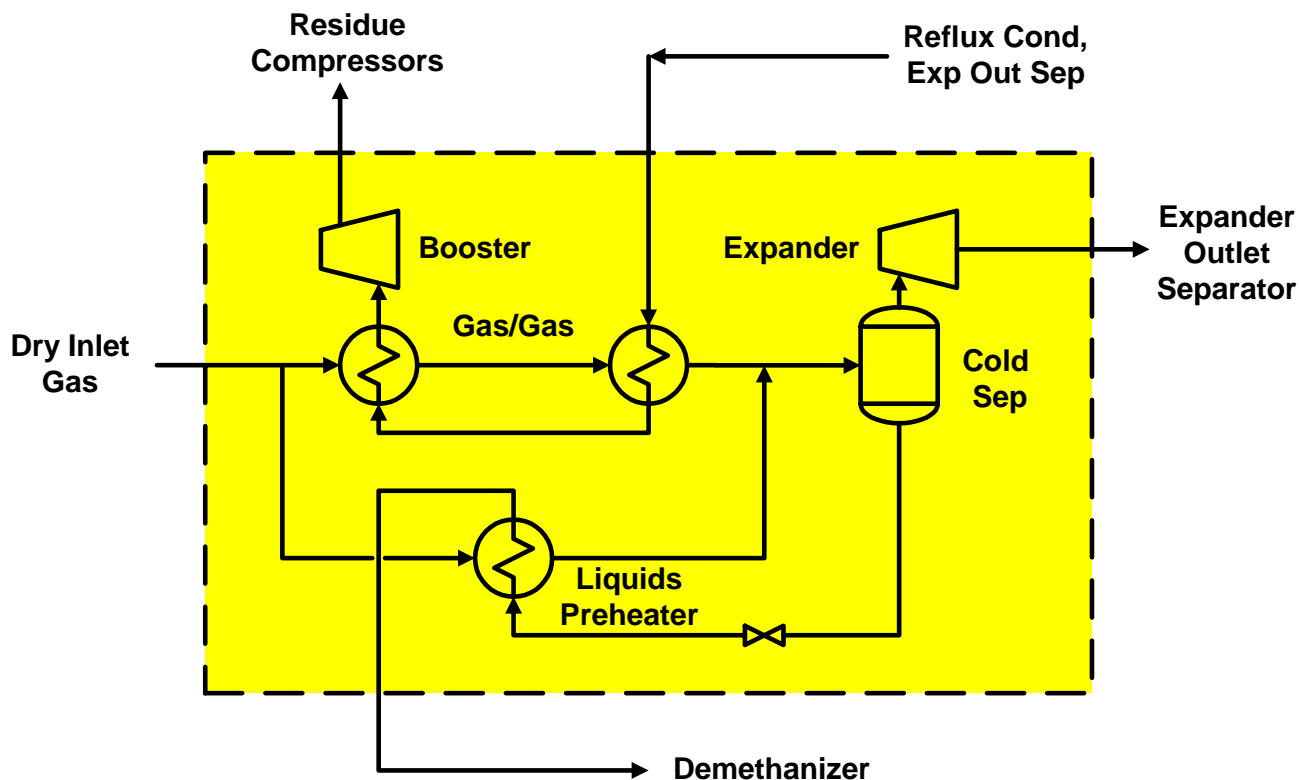 Residue
Compressors
Reflux Cond,
Exp Out Sep
Booster
Expander
Expander
Outlet
Separator
Gas/Gas
Dry Inlet
Gas
Cold
Sep
Liquids
Preheater
Demethanizer